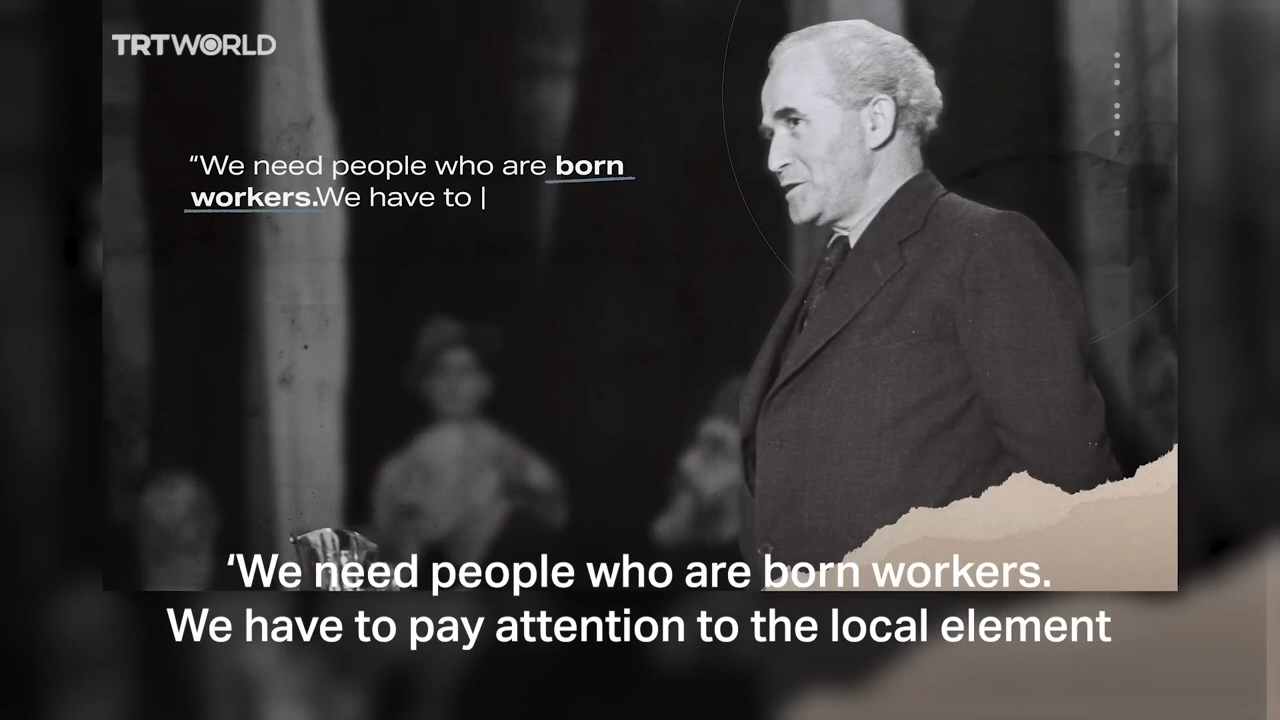 TRTWORLD
“We need people who are born
workers.We have to |
‘We need people who are born workers.
We have to pay attention to the local element